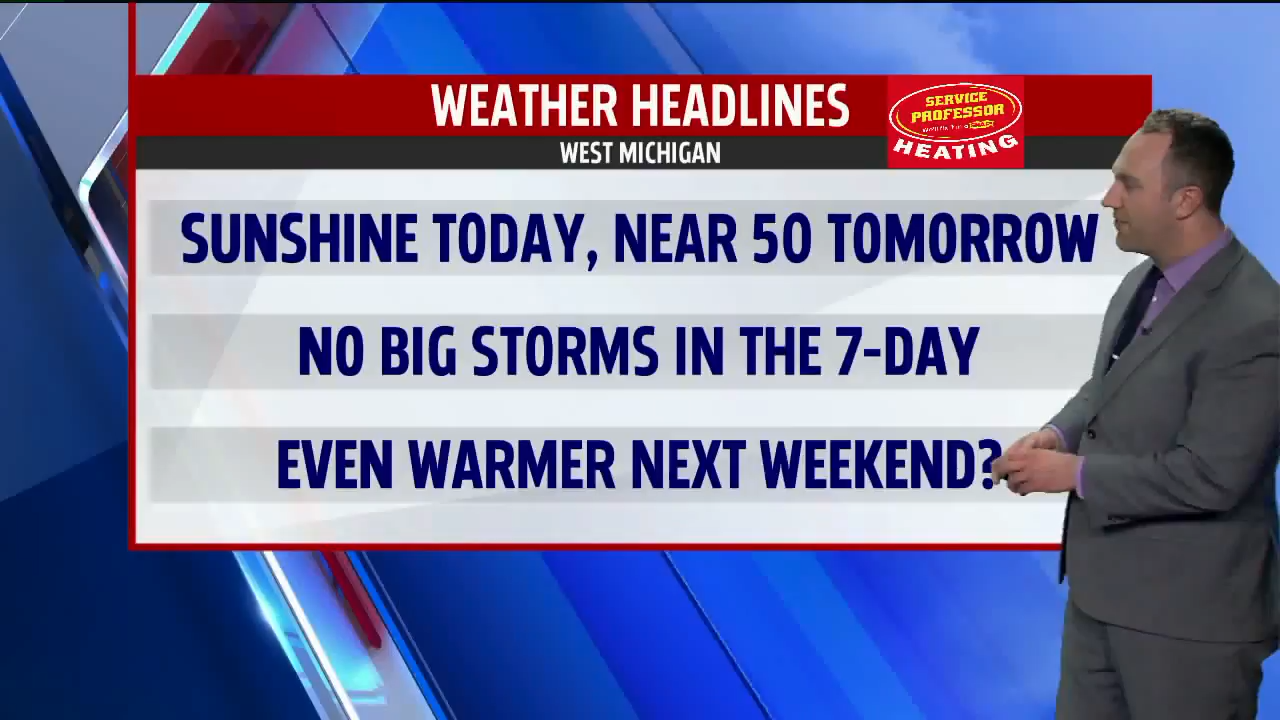 WEATHER HEADLINES
SERVICE
PROFESSOR
HEATING
WEST MICHIGAN
SUNSHINE TODAY, NEAR 50 TOMORROW
NO BIG STORMS IN THE 7-DAY
EVEN WARMER NEXT WEEKEND?